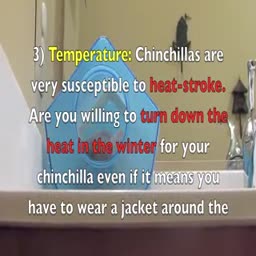 3) Temperature: Chinchillas are
very susceptible to heat-stroke.
Are you willing to turn down the
heat in the winter for your
chinchilla even if it means you
have to wear a jacket around the